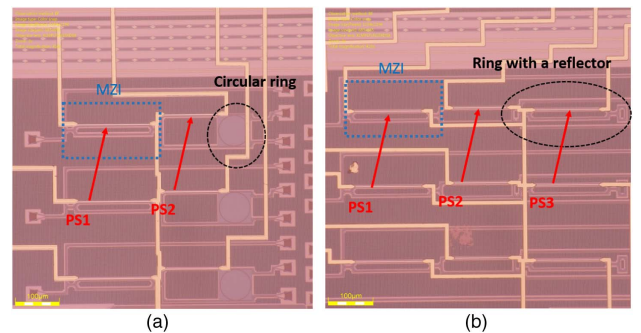 MZI
Circular ring
PS1
PS2
100µm
(a)
MZI
Ring with a reflector
PS1
PS2
PS3
100µm
(b)